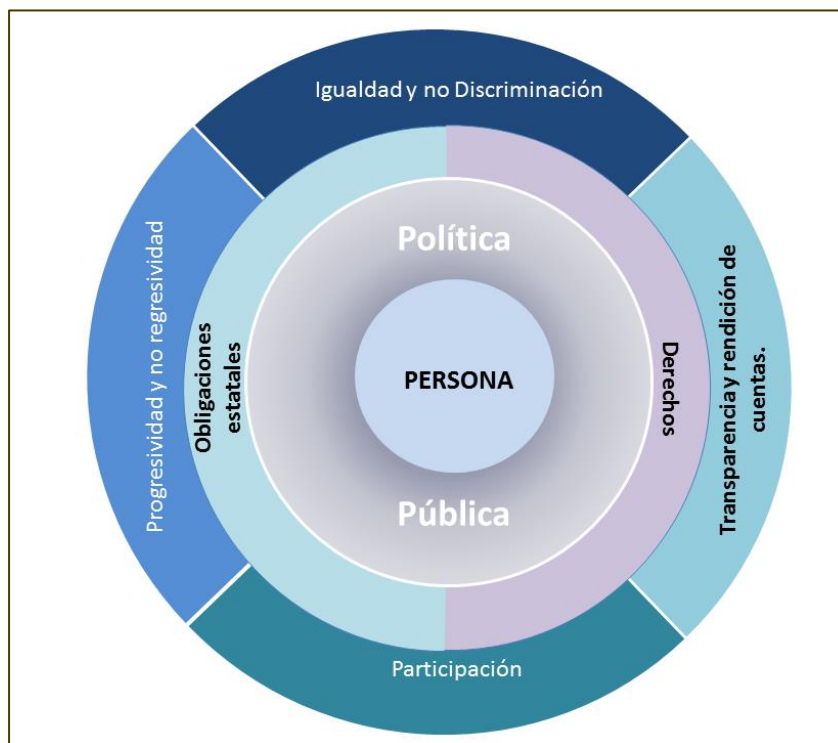 Igualdad y no Discriminación
Progresividad y no regresividad
Obligaciones
estatales
Política
PERSONA
Pública
Derechos
Transparencia y rendición de
cuentas.
Participación